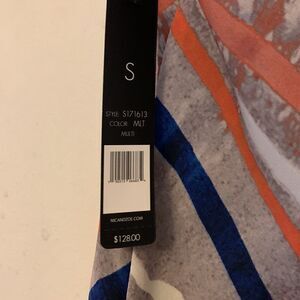 S
STYLE: S171613
COLOR: MLT
MULTI
NICANDZOE.COM
$128.00